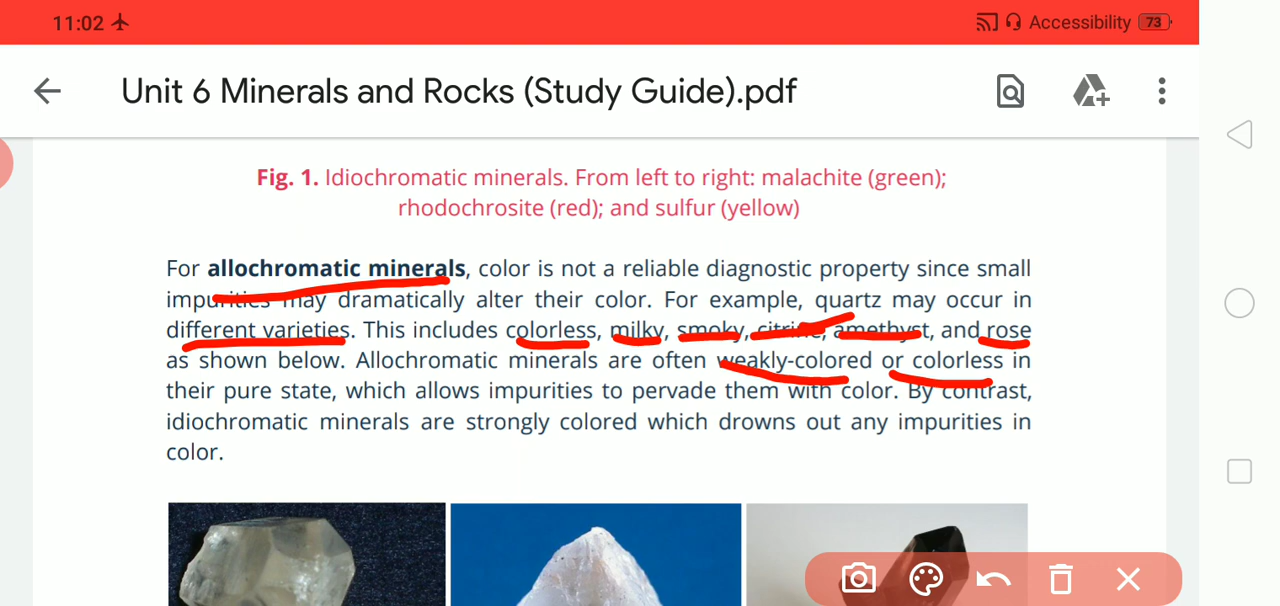 11:02
Accessibility 73
Unit 6 Minerals and Rocks (Study Guide).pdf
Fig. 1. Idiochromatic minerals. From left to right: malachite (green);
rhodochrosite (red); and sulfur (yellow)
For allochromatic minerals, color is not a reliable diagnostic property since small
impurities may dramatically alter their color. For example, quartz may occur in
different varieties. This includes colorless, milky, smoky, citrine, amethyst, and rose
as shown below. Allochromatic minerals are often weakly-colored or colorless in
their pure state, which allows impurities to pervade them with color. By contrast,
idiochromatic minerals are strongly colored which drowns out any impurities in
color.